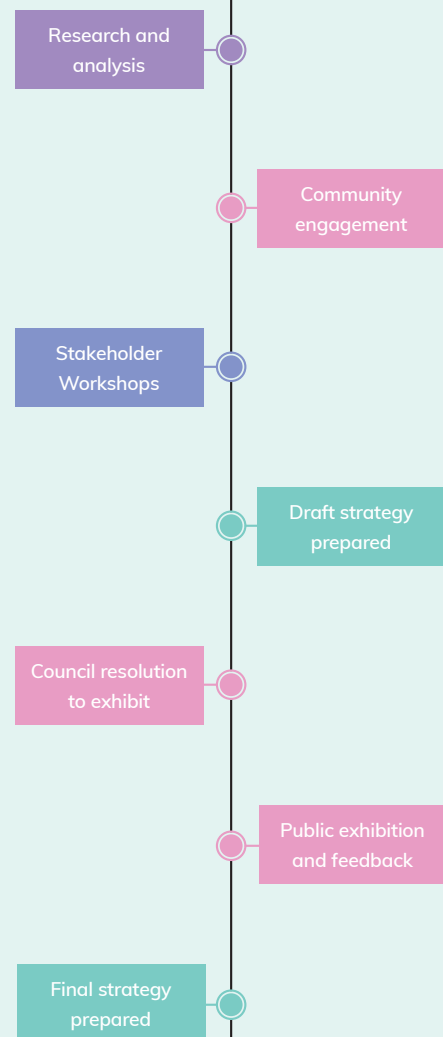 Research and
analysis
Community
engagement
Stakeholder
Workshops
Draft strategy
prepared
Council resolution
to exhibit
Public exhibition
and feedback
Final strategy
prepared